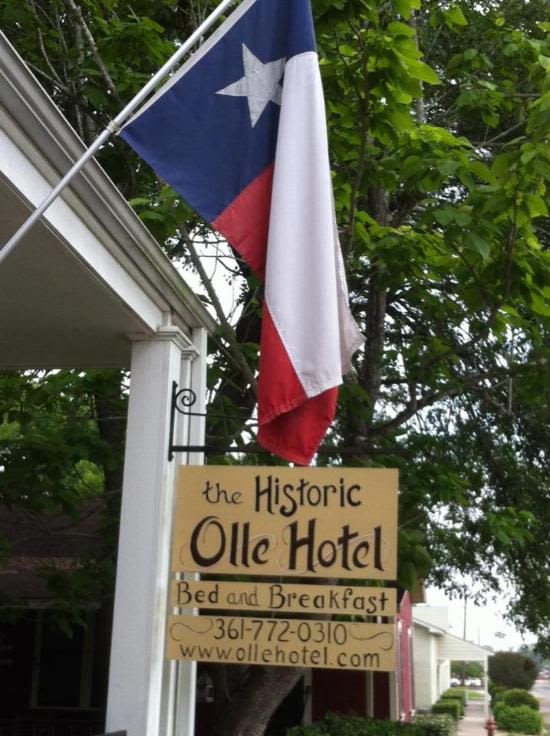 the Historic
Olle Hotel
Bed and Breakfast
361-772-0310
www.ollehotel.com